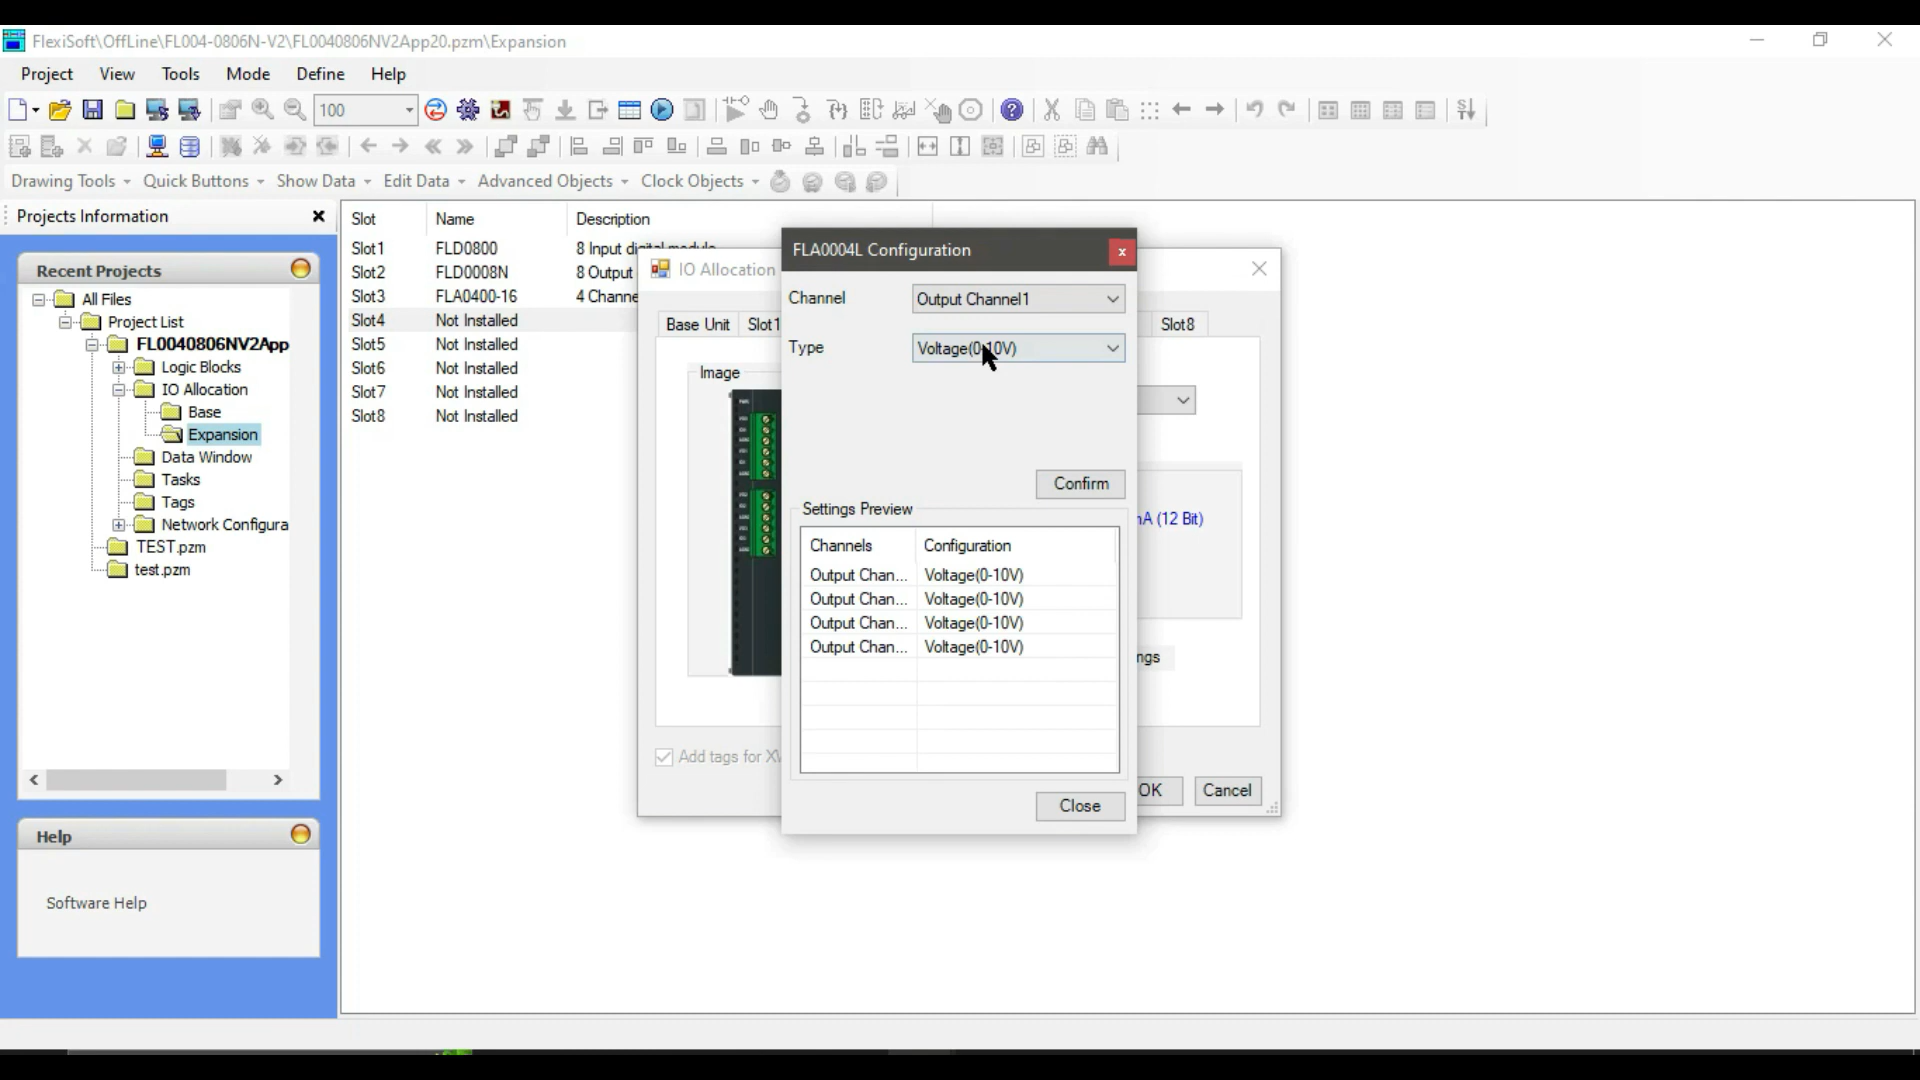 FlexiSoft\OffLine\FL004-0806N-V2\FL0040806NV2App20.pzm\Expansion
Project View Tools Mode Define Help
100
Drawing Tools Quick Buttons Show Data Edit Data Advanced Objects Clock Objects
Projects Information
Recent Projects
All Files
Project List
FL0040806NV2App
Logic Blocks
IO Allocation
Base
Expansion
Data Window
Tasks
Tags
Network Configura
TEST.pzm
test.pzm
Help
Software Help
Slot Name Description
Slot1 FLD0800 8 Input digital module
Slot2 FLD0008N 8 Output
Slot3 FLA0400-16 4 Channe
Slot4 Not Installed
Slot5 Not Installed
Slot6 Not Installed
Slot7 Not Installed
Slot8 Not Installed
IO Allocation
Base Unit Slot1 Slot8
Image
nA (12 Bit)
ngs
Add tags for XW
OK Cancel
FLA0004L Configuration
Channel Output Channel1
Type Voltage(0-10V)
Confirm
Settings Preview
Channels Configuration
Output Chan... Voltage(0-10V)
Output Chan... Voltage(0-10V)
Output Chan... Voltage(0-10V)
Output Chan... Voltage(0-10V)
Close